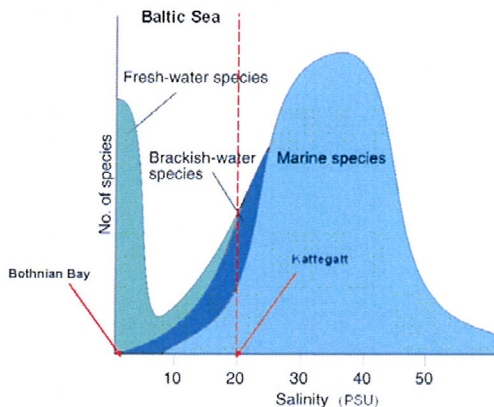 Baltic Sea
Fresh-water species
No. of species
Brackish-water
species
Marine species
Bothnian Bay
Kattegatt
10
20
30
40
50
Salinity (PSU)